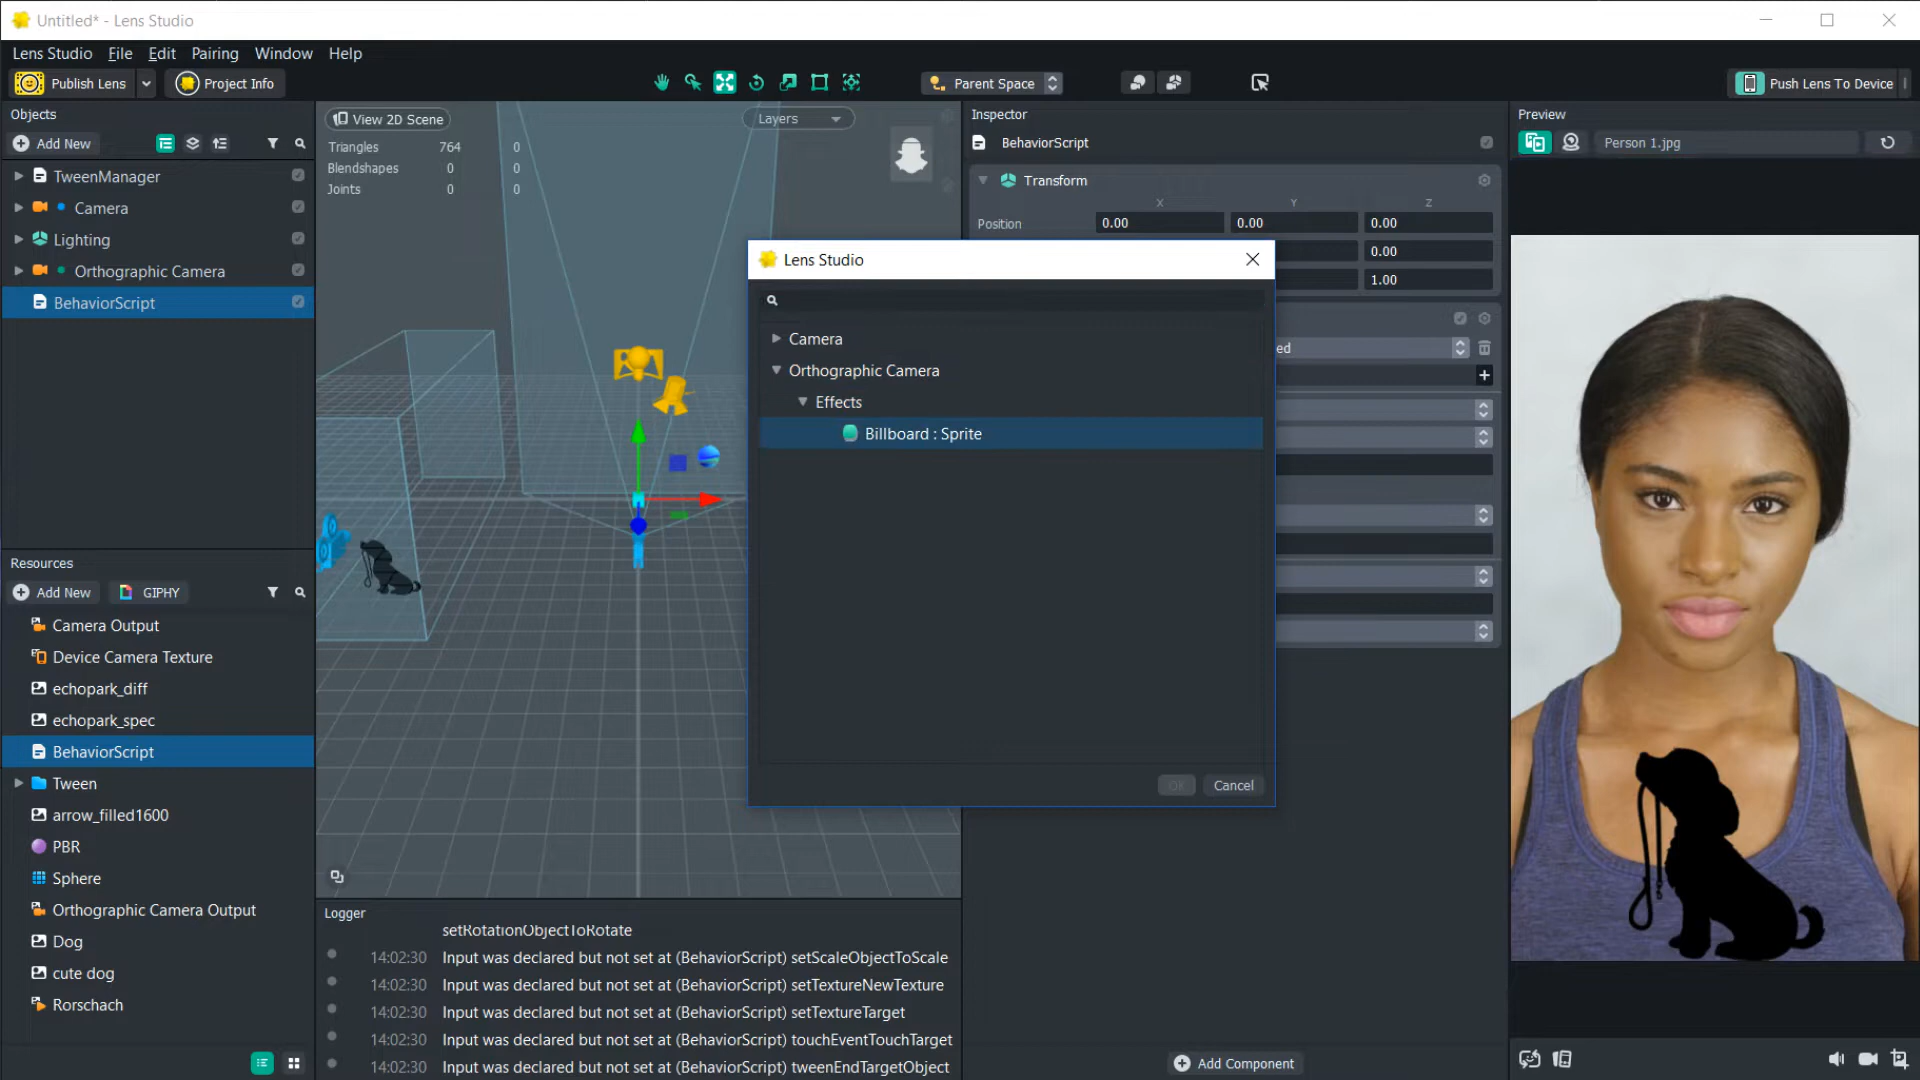 Untitled* - Lens Studio
Lens Studio File Edit Pairing Window Help
Publish Lens
Project Info
Parent Space
Push Lens To Device
Objects
Add New
TweenManager
Camera
Lighting
Orthographic Camera
BehaviorScript
Resources
Add New
GIPHY
Camera Output
Device Camera Texture
echopark_diff
echopark_spec
BehaviorScript
Tween
arrow_filled1600
PBR
Sphere
Orthographic Camera Output
Dog
cute dog
Rorschach
View 2D Scene
Layers
Triangles 764 0
Blendshapes 0 0
Joints 0 0
Lens Studio
Camera
Orthographic Camera
Effects
Billboard : Sprite
OK
Cancel
Logger
setRotationObjectToRotate
14:02:30 Input was declared but not set at (BehaviorScript) setScaleObjectToScale
14:02:30 Input was declared but not set at (BehaviorScript) setTextureNewTexture
14:02:30 Input was declared but not set at (BehaviorScript) setTextureTarget
14:02:30 Input was declared but not set at (BehaviorScript) touchEventTouchTarget
14:02:30 Input was declared but not set at (BehaviorScript) tweenEndTargetObject
Inspector
BehaviorScript
Transform
X Y Z
Position 0.00 0.00 0.00
0.00
1.00
ed
Add Component
Preview
Person 1.jpg